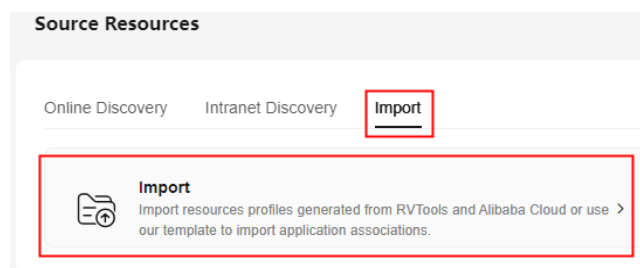 Source Resources
Online Discovery Intranet Discovery Import
Import
Import resources profiles generated from RVTools and Alibaba Cloud or use
our template to import application associations.